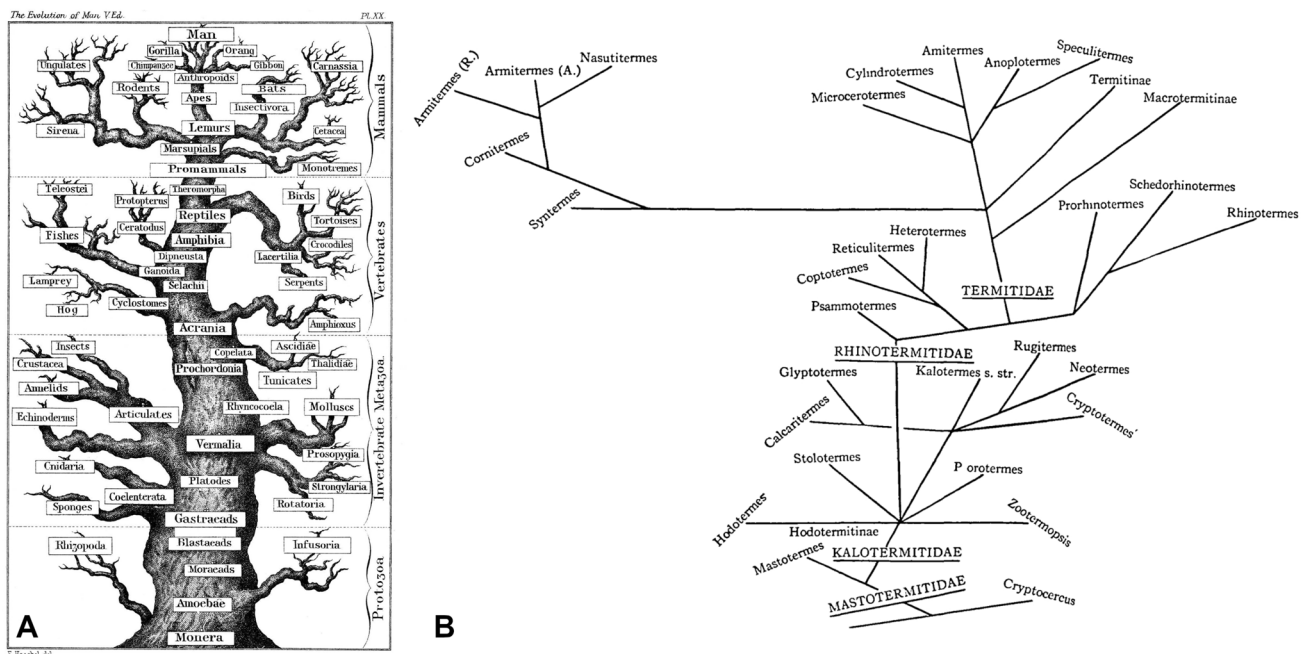 The Evolution of Man V.Ed.
Pl.XX.
Man
Gorilla
Orang
Chimpanzee
Gibbon
Ungulates
Carnassia
Anthropoids
Rodents
Bats
Apes
Insectivora
Sirena
Lemurs
Cetacea
Marsupials
Promammals
Monotremes
Mammals
Teleostei
Theromorpha
Birds
Protopterus
Reptiles
Tortoises
Ceratodus
Fishes
Amphibia
Crocodiles
Dipneusta
Lacertilia
Ganoida
Lamprey
Selachii
Serpents
Hog
Cyclostomes
Acrania
Amphioxus
Vertebrates
Insects
Copelata
Ascidiae
Crustacea
Prochordonia
Thalidiae
Annelids
Tunicates
Echinoderms
Articulates
Rhyncocoela
Molluscs
Vermalia
Prosopygia
Cnidaria
Platodes
Strongylaria
Coelenterata
Rotatoria
Sponges
Gastraeads
Invertebrate Metazoa
Rhizopoda
Blastaeads
Infusoria
Moraeads
Amoebae
Monera
Protozoa
A
Armitermes (R.)
Armitermes (A.)
Nasutitermes
Cornitermes
Syntermes
Amitermes
Speculitermes
Cylindrotermes
Anoplotermes
Microcerotermes
Termitinae
Macrotermitinae
Schedorhinotermes
Prorhinotermes
Rhinotermes
Heterotermes
Reticulitermes
Coptotermes
TERMITIDAE
Psammotermes
RHINOTERMITIDAE
Rugitermes
Glyptotermes
Kalotermes s. str.
Neotermes
Calcaritermes
Cryptotermes
Stolotermes
Porotermes
Hodotermes
Hodotermitinae
Zootermopsis
Mastotermes
KALOTERMITIDAE
MASTOTERMITIDAE
Cryptocercus
B